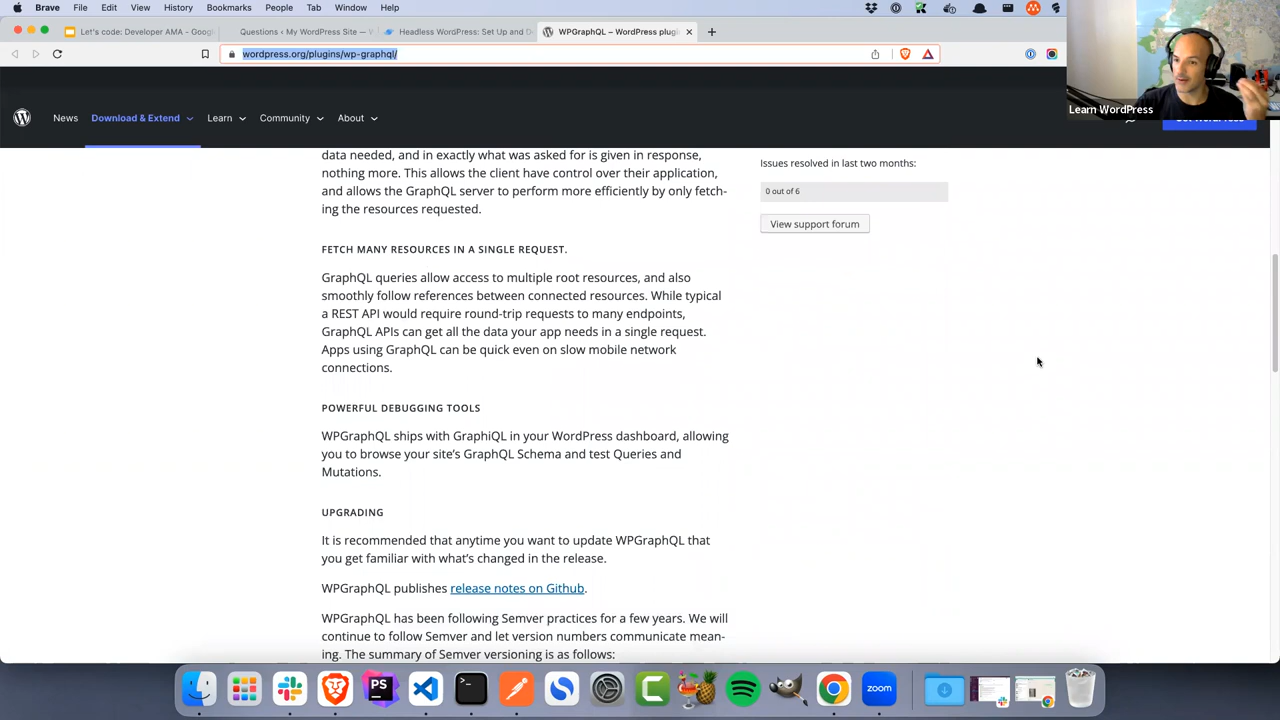 Brave File Edit View History Bookmarks People Tab Window Help
Let's code: Developer AMA - Googl
Questions ‹ My WordPress Site — W
Headless WordPress: Set Up and D
WPGraphQL – WordPress plugin
wordpress.org/plugins/wp-graphql/
Learn WordPress
News Download & Extend Learn Community About
data needed, and in exactly what was asked for is given in response,
nothing more. This allows the client have control over their application,
and allows the GraphQL server to perform more efficiently by only fetch-
ing the resources requested.
FETCH MANY RESOURCES IN A SINGLE REQUEST.
GraphQL queries allow access to multiple root resources, and also
smoothly follow references between connected resources. While typical
a REST API would require round-trip requests to many endpoints,
GraphQL APIs can get all the data your app needs in a single request.
Apps using GraphQL can be quick even on slow mobile network
connections.
POWERFUL DEBUGGING TOOLS
WPGraphQL ships with GraphiQL in your WordPress dashboard, allowing
you to browse your site's GraphQL Schema and test Queries and
Mutations.
UPGRADING
It is recommended that anytime you want to update WPGraphQL that
you get familiar with what's changed in the release.
WPGraphQL publishes release notes on Github.
WPGraphQL has been following Semver practices for a few years. We will
continue to follow Semver and let version numbers communicate mean-
ing. The summary of Semver versioning is as follows:
Issues resolved in last two months:
0 out of 6
View support forum
PS
zoom